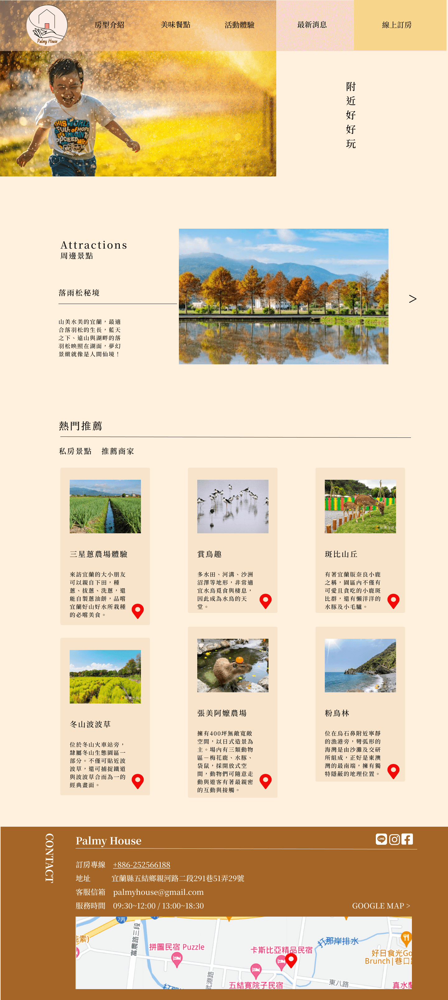 Palmy House
房型介紹
美味餐點
活動體驗
最新消息
線上訂房
THIS WORLD
FULL of HOPE
LET'S BEGIN TO
PROCEED With
附近好好玩
Attractions
周邊景點
落雨松秘境
山美水美的宜蘭，最適
合落羽松的生長，藍天
之下、遠山與湖畔的落
羽松映照在湖面，夢幻
景緻就像是人間仙境！
>
熱門推薦
私房景點 推薦商家
三星蔥農場體驗
來訪宜蘭的大小朋友
可以親自下田，種
蔥、拔蔥、洗蔥，還
能自製蔥油餅，品嚐
宜蘭好山好水所栽種
的必嚐美食。
賞鳥趣
多水田、河溝、沙洲
沼澤等地形，非常適
宜水鳥覓食與棲息，
因此成為水鳥的天
堂。
斑比山丘
有著宜蘭版奈良小鹿
之稱，園區內不僅有
可愛且貪吃的小鹿斑
比群，還有懶洋洋的
水豚及小毛驢。
冬山波波草
位於冬山火車站旁，
隸屬冬山生態園區一
部分。不僅可貼近波
波草，還可捕捉鐵道
與波波草合而為一的
經典畫面。
張美阿嬤農場
擁有400坪無敵寬敞
空間，以日式造景為
主。場內有三類動物
區－梅花鹿、水豚、
袋鼠，採開放式空
間，動物們可隨意走
動與遊客有著最親密
的互動與接觸。
粉鳥林
位在烏石鼻附近寧靜
的漁港旁，彎弧形的
海灣是由沙灘及交研
所組成，正好是東澳
灣的最南端，擁有獨
特隱蔽的地理位置。
CONTACT
Palmy House
LINE
訂房專線 +886-252566188
地址 宜蘭縣五結鄉親河路二段291巷51弄29號
客服信箱 palmyhouse@gmail.com
服務時間 09:30~12:00 / 13:00~18:30
GOOGLE MAP >
7丙
純素)
富農路三段
拼圖民宿 Puzzle
武淵路
卡斯比亞精品民宿
五結寬院子民宿
打那岸排水
東八路
好日食光Go
Brunch|巷口
真水蘭